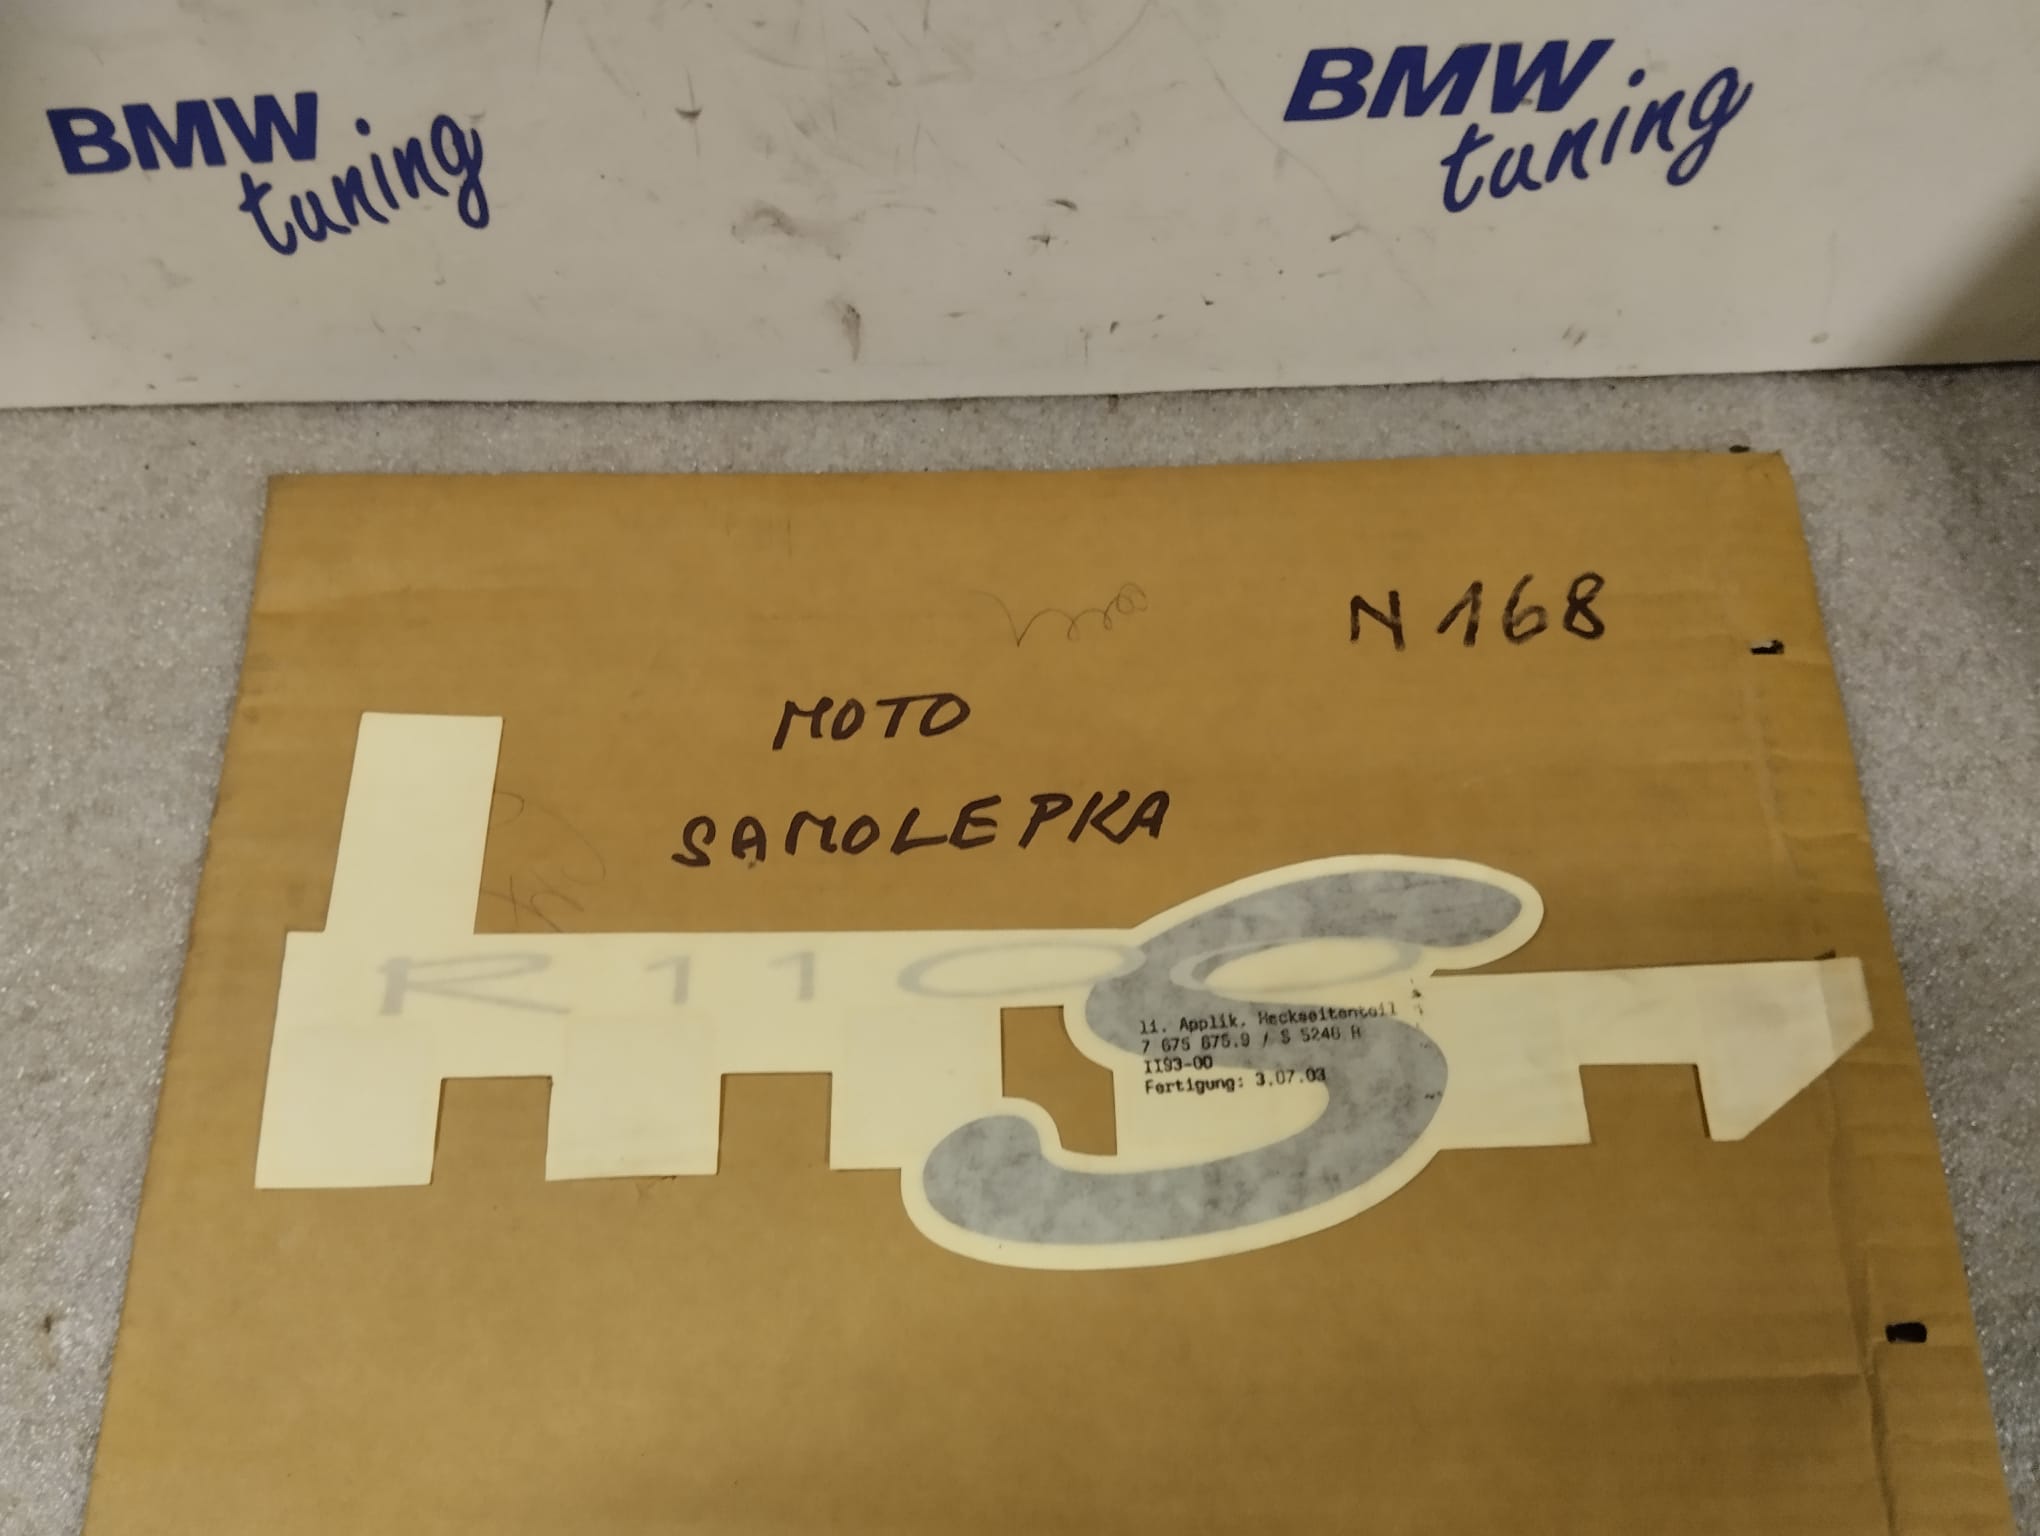 BMW
tuning
BMW
tuning
N 168
MOTO
SAMOLEPKA
R1100
S
li. Applik. Heckseitenteil
7 675 675.9 / S 5246 R
II93-00
Fertigung: 3.07.03